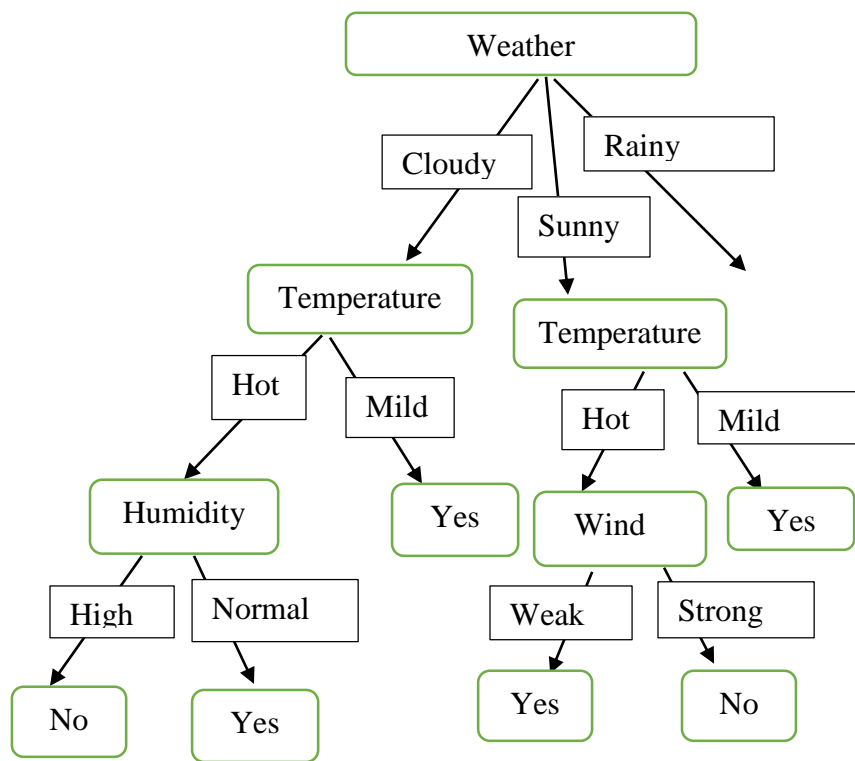 Weather
Cloudy
Rainy
Sunny
Temperature
Temperature
Hot
Mild
Hot
Mild
Humidity
Yes
Wind
Yes
High
Normal
Weak
Strong
No
Yes
Yes
No